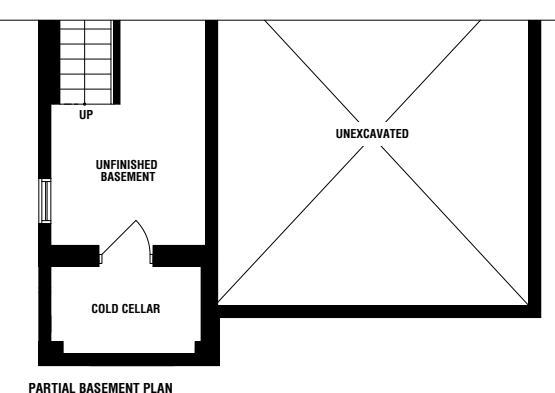 UP
UNEXCAVATED
UNFINISHED
BASEMENT
COLD CELLAR
PARTIAL BASEMENT PLAN